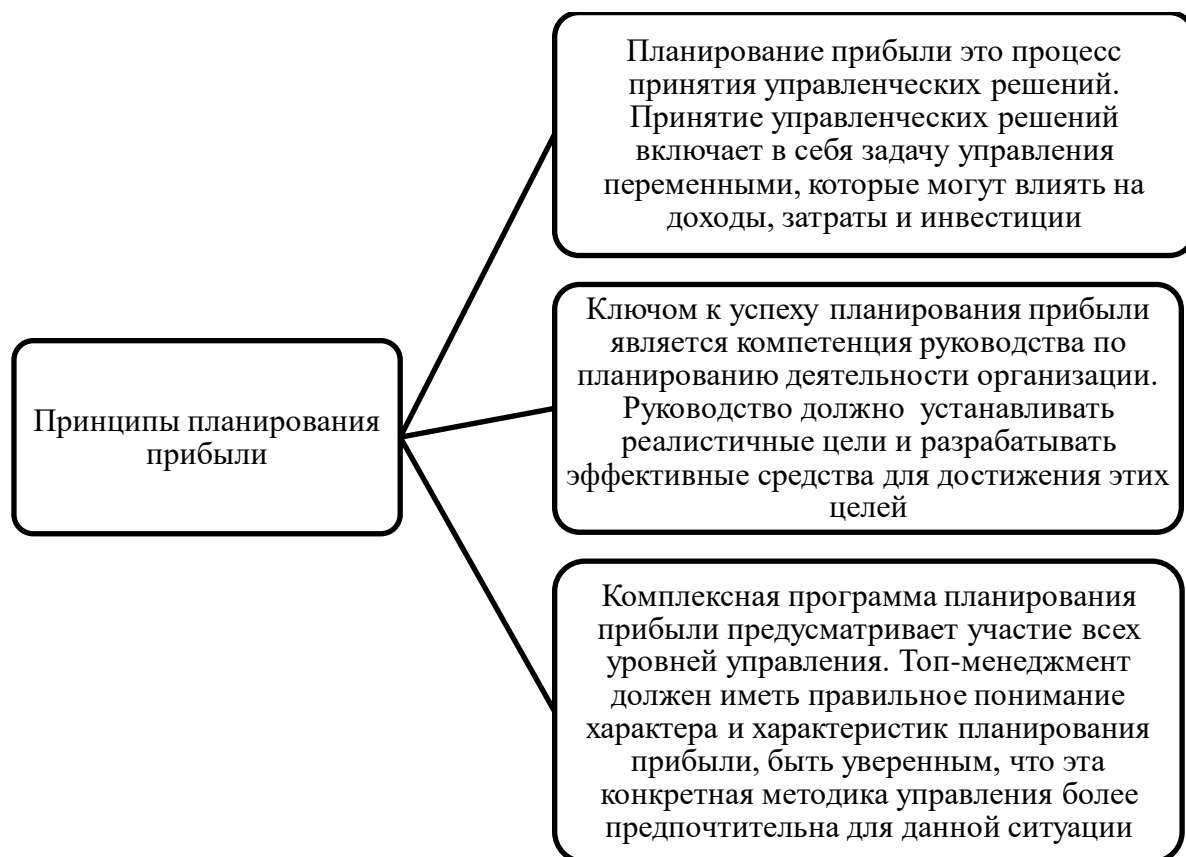 Планирование прибыли это процесс
принятия управленческих решений.
Принятие управленческих решений
включает в себя задачу управления
переменными, которые могут влиять на
доходы, затраты и инвестиции
Ключом к успеху планирования прибыли
является компетенция руководства по
планированию деятельности организации.
Руководство должно устанавливать
реалистичные цели и разрабатывать
эффективные средства для достижения этих
целей
Принципы планирования
прибыли
Комплексная программа планирования
прибыли предусматривает участие всех
уровней управления. Топ-менеджмент
должен иметь правильное понимание
характера и характеристик планирования
прибыли, быть уверенным, что эта
конкретная методика управления более
предпочтительна для данной ситуации